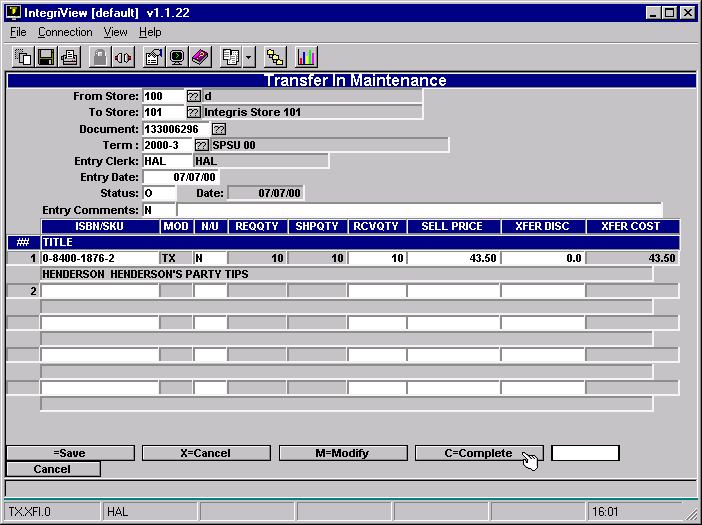 IntegriView [default]   v1.1.22
File Connection View Help
Transfer In Maintenance
From Store: 100 ?? d
To Store: 101 ?? Integris Store 101
Document: 133006296 ??
Term : 2000-3 ?? SPSU 00
Entry Clerk: HAL HAL
Entry Date: 07/07/00
Status: O Date: 07/07/00
Entry Comments: N
ISBN/SKU MOD N/U REQQTY SHPQTY RCVQTY SELL PRICE XFER DISC XFER COST
## TITLE
1 0-8400-1876-2 TX N 10 10 10 43.50 0.0 43.50
HENDERSON HENDERSON'S PARTY TIPS
2
=Save X=Cancel M=Modify C=Complete
Cancel
TX.XFI.0 HAL 16:01